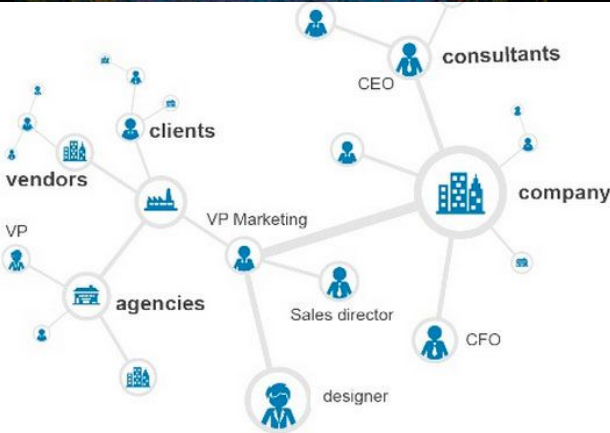 consultants
CEO
clients
vendors
company
VP Marketing
VP
agencies
Sales director
CFO
designer